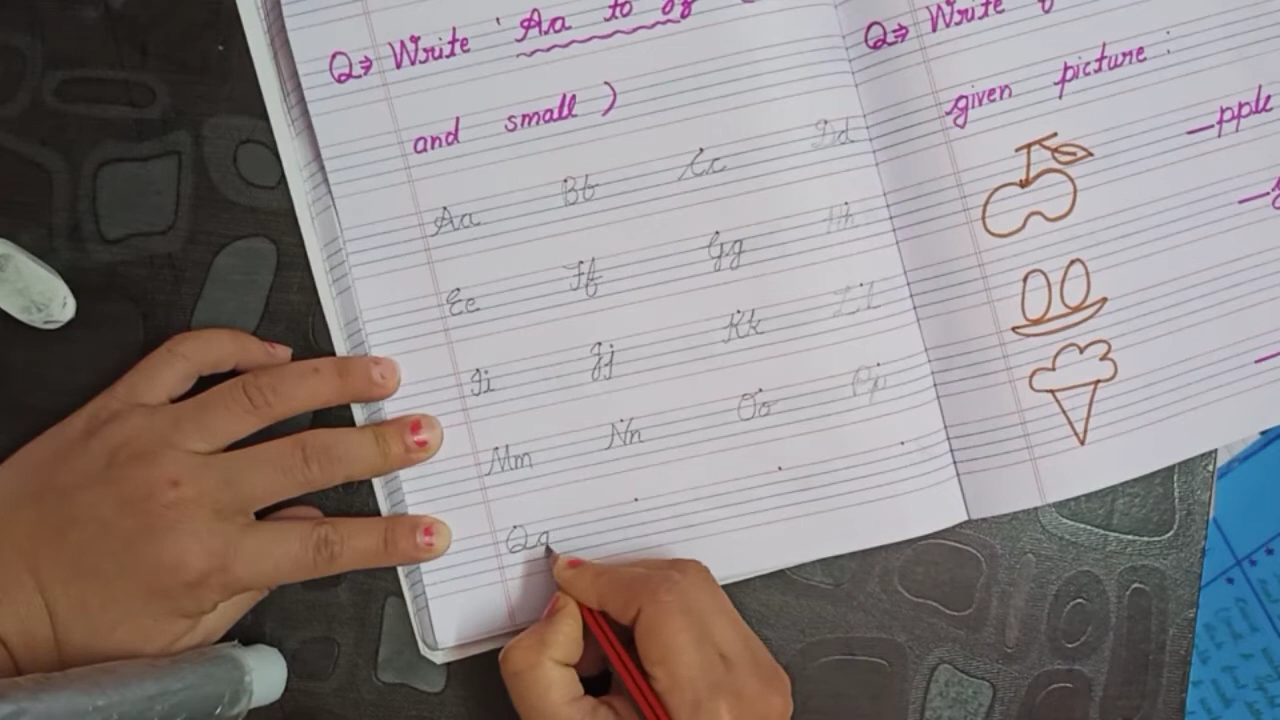 Q⇒ Write 'Aa to Zz (
and small )
Aa Bb Cc Dd
Ee Ff Gg Hh
Ii Jj Kk Ll
Mm Nn Oo Pp
Qq
Q⇒ Write
given picture :
_pple